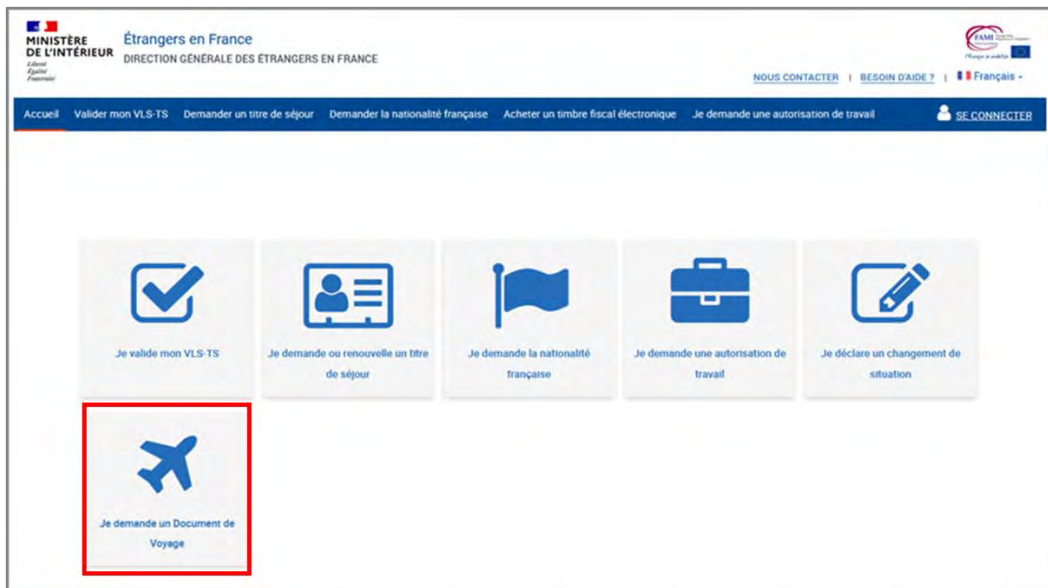 MINISTÈRE
DE L'INTÉRIEUR
Liberté
Égalité
Fraternité
Étrangers en France
DIRECTION GÉNÉRALE DES ÉTRANGERS EN FRANCE
FAMI
NOUS CONTACTER | BESOIN D'AIDE ? | Français
Accueil Valider mon VLS-TS Demander un titre de séjour Demander la nationalité française Acheter un timbre fiscal électronique Je demande une autorisation de travail SE CONNECTER
Je valide mon VLS-TS
Je demande ou renouvelle un titre
de séjour
Je demande la nationalité
française
Je demande une autorisation de
travail
Je déclare un changement de
situation
Je demande un Document de
Voyage